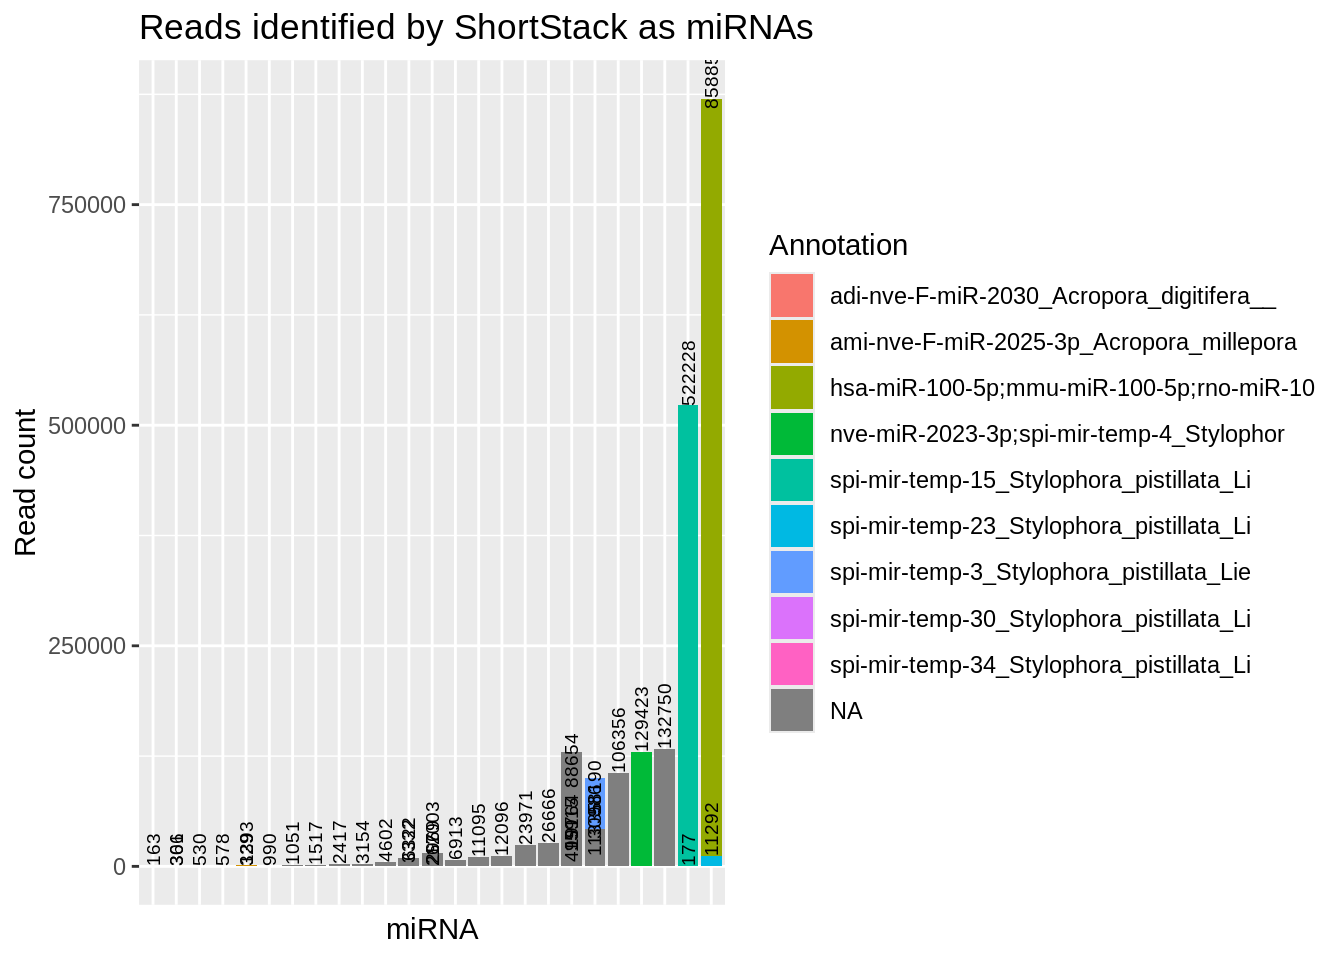 Reads identified by ShortStack as miRNAs
Read count
750000
500000
250000
0
163
530
578
990
1051
1517
2417
3154
4602
6913
11095
12096
23971
26666
88654
106356
129423
132750
522228
177
11292
miRNA
Annotation
adi-nve-F-miR-2030_Acropora_digitifera__
ami-nve-F-miR-2025-3p_Acropora_millepora
hsa-miR-100-5p;mmu-miR-100-5p;rno-miR-10
nve-miR-2023-3p;spi-mir-temp-4_Stylophor
spi-mir-temp-15_Stylophora_pistillata_Li
spi-mir-temp-23_Stylophora_pistillata_Li
spi-mir-temp-3_Stylophora_pistillata_Lie
spi-mir-temp-30_Stylophora_pistillata_Li
spi-mir-temp-34_Stylophora_pistillata_Li
NA